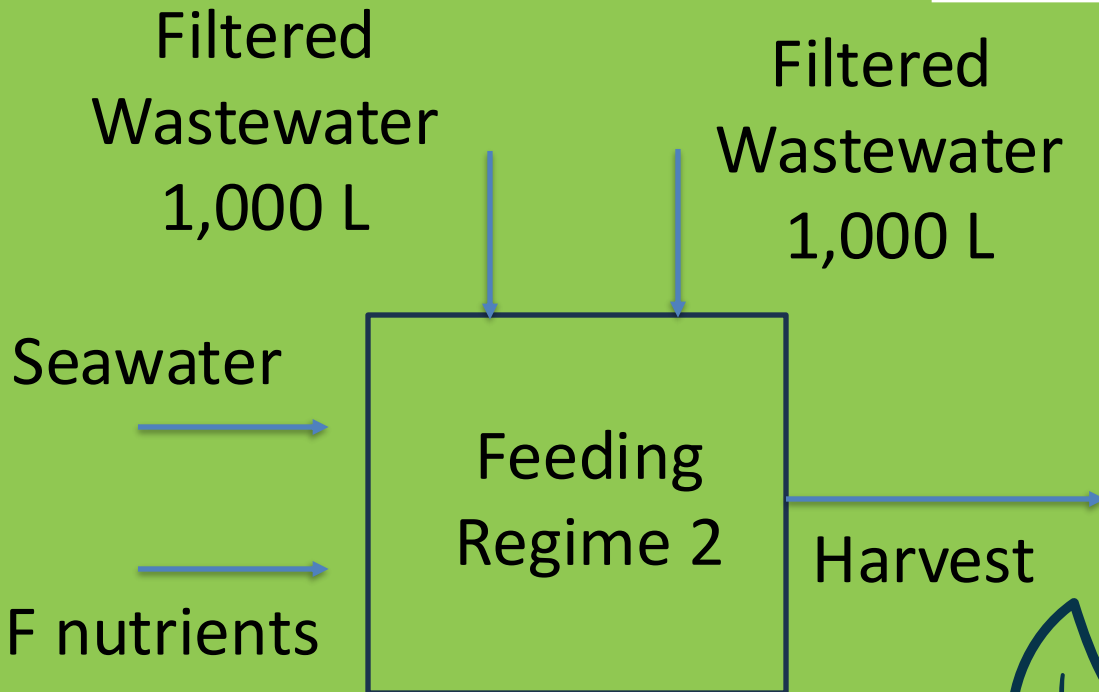 Filtered
Wastewater
1,000 L
Filtered
Wastewater
1,000 L
Seawater
F nutrients
Feeding
Regime 2
Harvest